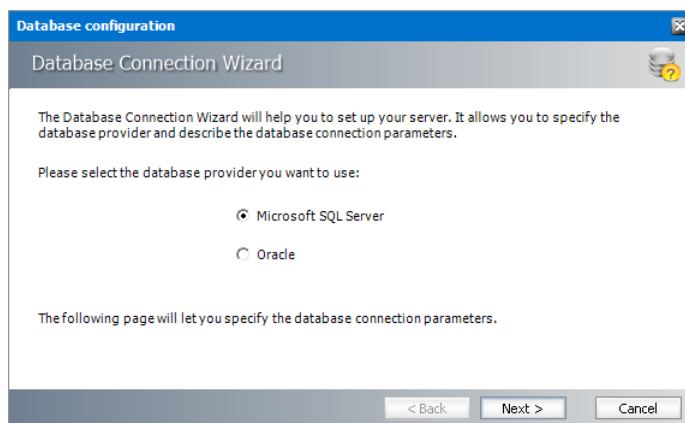 Database configuration
Database Connection Wizard
The Database Connection Wizard will help you to set up your server. It allows you to specify the
database provider and describe the database connection parameters.
Please select the database provider you want to use:
Microsoft SQL Server
Oracle
The following page will let you specify the database connection parameters.
< Back
Next >
Cancel